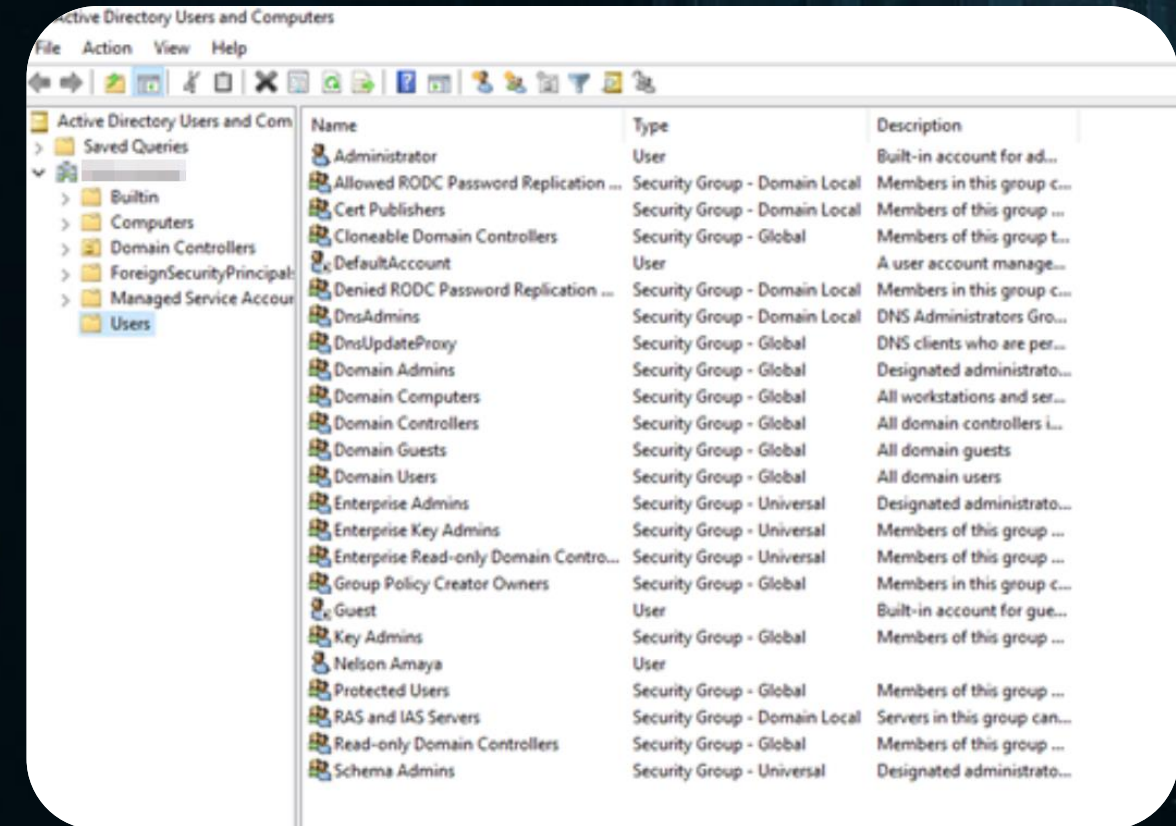 Active Directory Users and Computers
File Action View Help
Active Directory Users and Com
Saved Queries
Builtin
Computers
Domain Controllers
ForeignSecurityPrincipals
Managed Service Accour
Users
Name Type Description
Administrator User Built-in account for ad...
Allowed RODC Password Replication ... Security Group - Domain Local Members in this group c...
Cert Publishers Security Group - Domain Local Members of this group ...
Cloneable Domain Controllers Security Group - Global Members of this group t...
DefaultAccount User A user account manage...
Denied RODC Password Replication ... Security Group - Domain Local Members in this group c...
DnsAdmins Security Group - Domain Local DNS Administrators Gro...
DnsUpdateProxy Security Group - Global DNS clients who are per...
Domain Admins Security Group - Global Designated administrato...
Domain Computers Security Group - Global All workstations and ser...
Domain Controllers Security Group - Global All domain controllers i...
Domain Guests Security Group - Global All domain guests
Domain Users Security Group - Global All domain users
Enterprise Admins Security Group - Universal Designated administrato...
Enterprise Key Admins Security Group - Universal Members of this group ...
Enterprise Read-only Domain Contro... Security Group - Universal Members of this group ...
Group Policy Creator Owners Security Group - Global Members in this group c...
Guest User Built-in account for gue...
Key Admins Security Group - Global Members of this group ...
Nelson Amaya User
Protected Users Security Group - Global Members of this group ...
RAS and IAS Servers Security Group - Domain Local Servers in this group can...
Read-only Domain Controllers Security Group - Global Members of this group ...
Schema Admins Security Group - Universal Designated administrato...